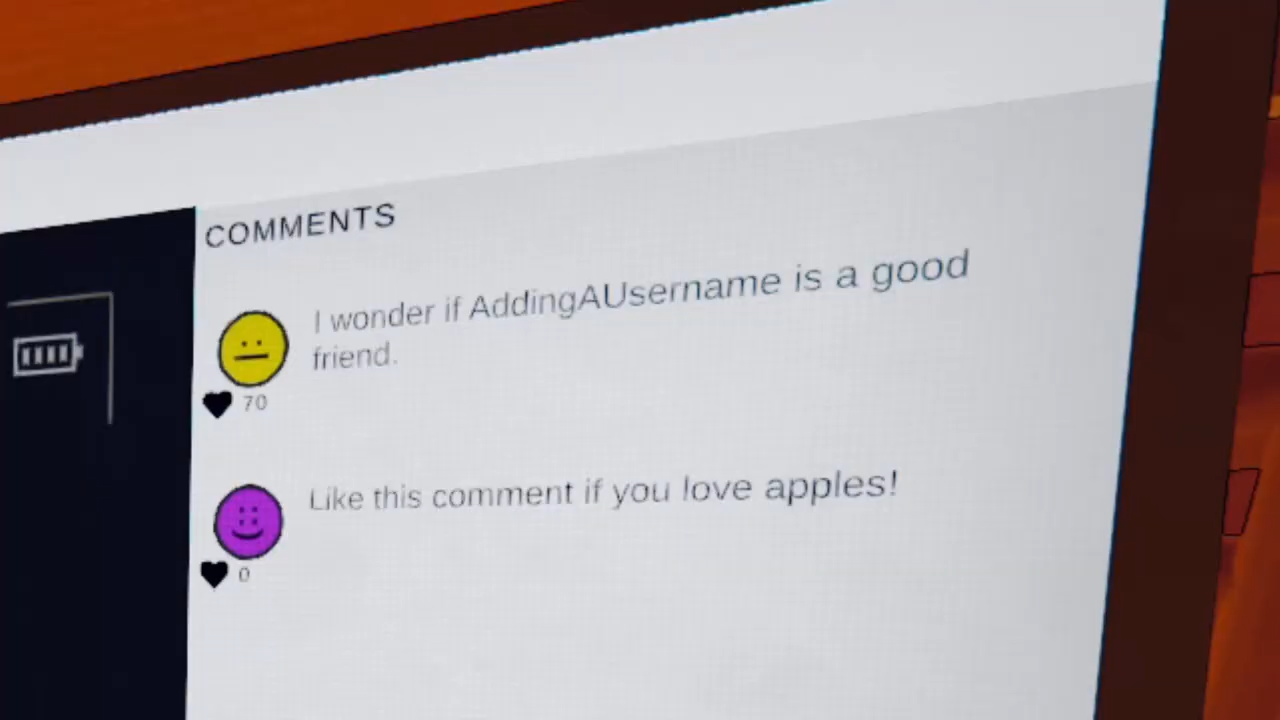 COMMENTS
I wonder if AddingAUsername is a good
friend.
70
Like this comment if you love apples!
0